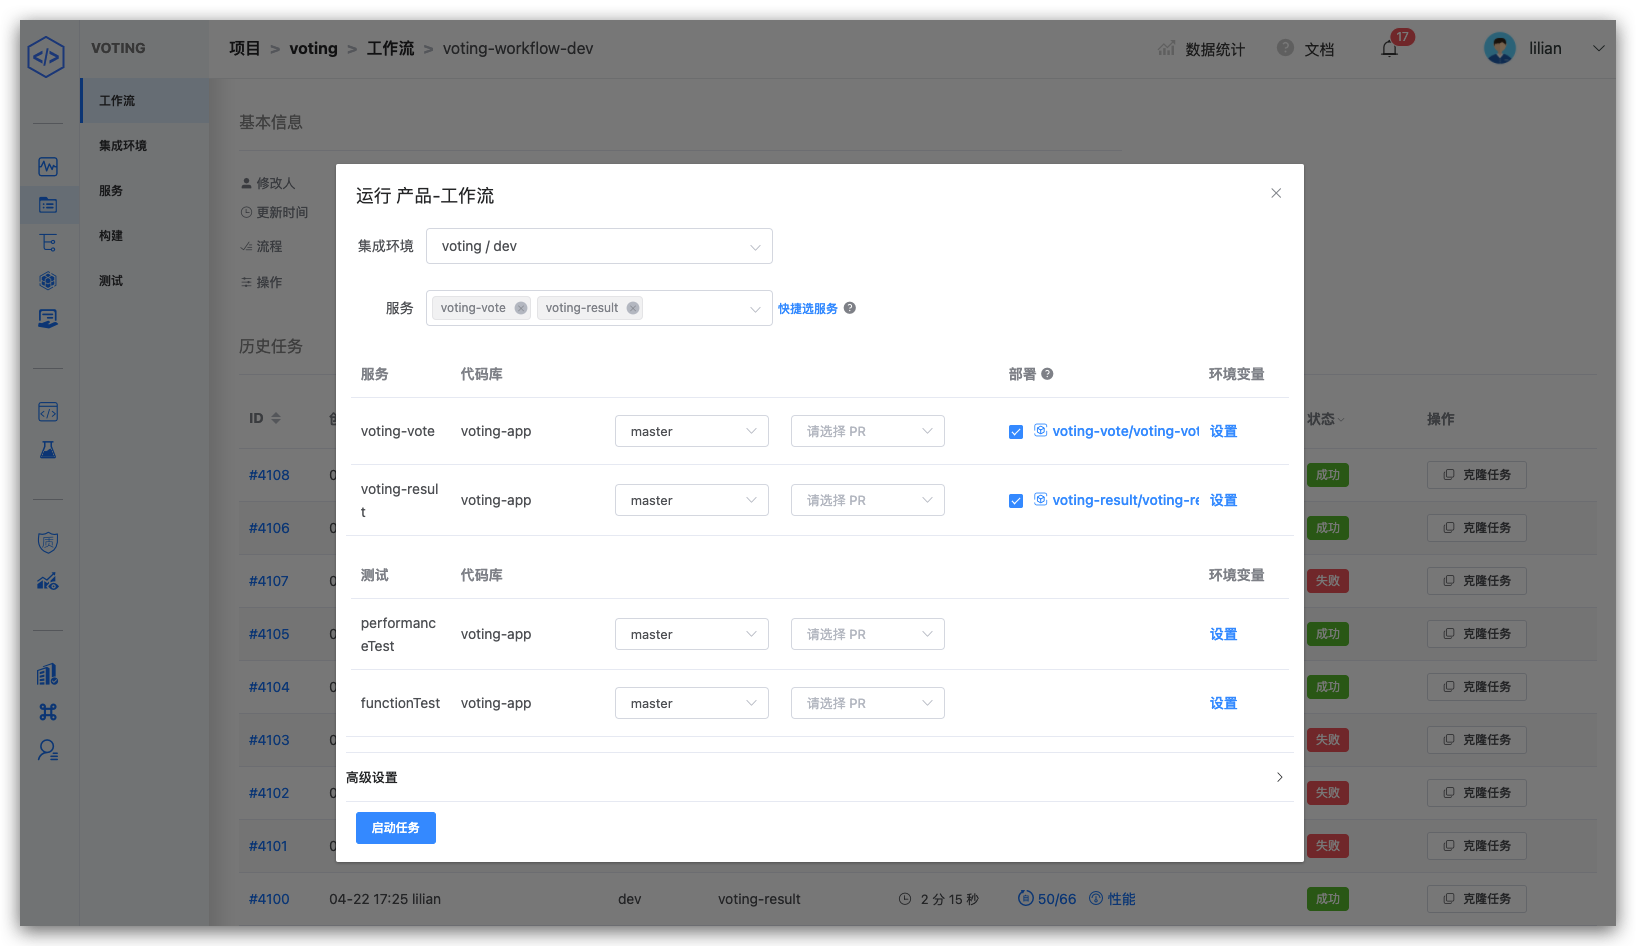 VOTING
项目 > voting > 工作流 > voting-workflow-dev
数据统计
文档
17
lilian
工作流
集成环境
服务
构建
测试
基本信息
修改人
更新时间
流程
操作
历史任务
运行 产品-工作流
集成环境 voting / dev
服务 voting-vote voting-result 快捷选服务
服务 代码库 部署 环境变量
voting-vote voting-app master 请选择 PR voting-vote/voting-vot 设置
voting-resul
t
voting-app master 请选择 PR voting-result/voting-re 设置
测试 代码库 环境变量
performanc
eTest
voting-app master 请选择 PR 设置
functionTest voting-app master 请选择 PR 设置
高级设置
启动任务
ID 状态 操作
#4108 成功 克隆任务
#4106 成功 克隆任务
#4107 失败 克隆任务
#4105 成功 克隆任务
#4104 成功 克隆任务
#4103 失败 克隆任务
#4102 失败 克隆任务
#4101 失败 克隆任务
#4100 04-22 17:25 lilian dev voting-result 2 分 15 秒 50/66 性能 成功 克隆任务